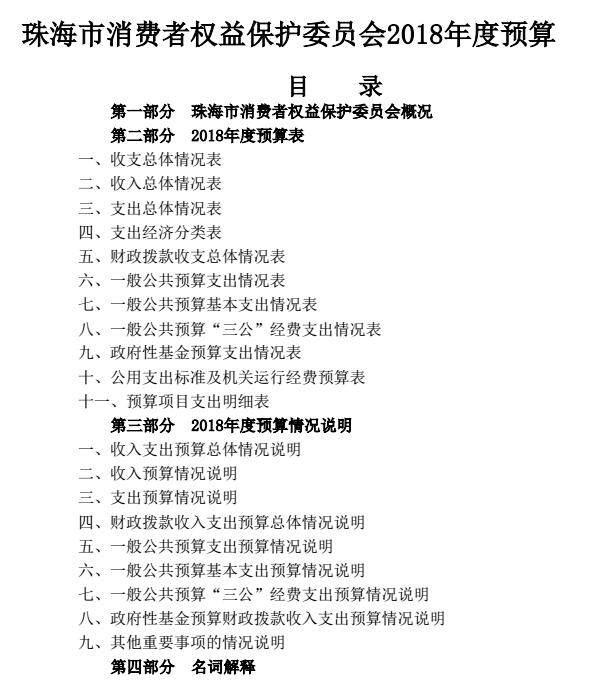 珠海市消费者权益保护委员会2018年度预算
目 录
第一部分 珠海市消费者权益保护委员会概况
第二部分 2018年度预算表
一、收支总体情况表
二、收入总体情况表
三、支出总体情况表
四、支出经济分类表
五、财政拨款收支总体情况表
六、一般公共预算支出情况表
七、一般公共预算基本支出情况表
八、一般公共预算“三公”经费支出情况表
九、政府性基金预算支出情况表
十、公用支出标准及机关运行经费预算表
十一、预算项目支出明细表
第三部分 2018年度预算情况说明
一、收入支出预算总体情况说明
二、收入预算情况说明
三、支出预算情况说明
四、财政拨款收入支出预算总体情况说明
五、一般公共预算支出预算情况说明
六、一般公共预算基本支出预算情况说明
七、一般公共预算“三公”经费支出预算情况说明
八、政府性基金预算财政拨款收入支出预算情况说明
九、其他重要事项的情况说明
第四部分 名词解释